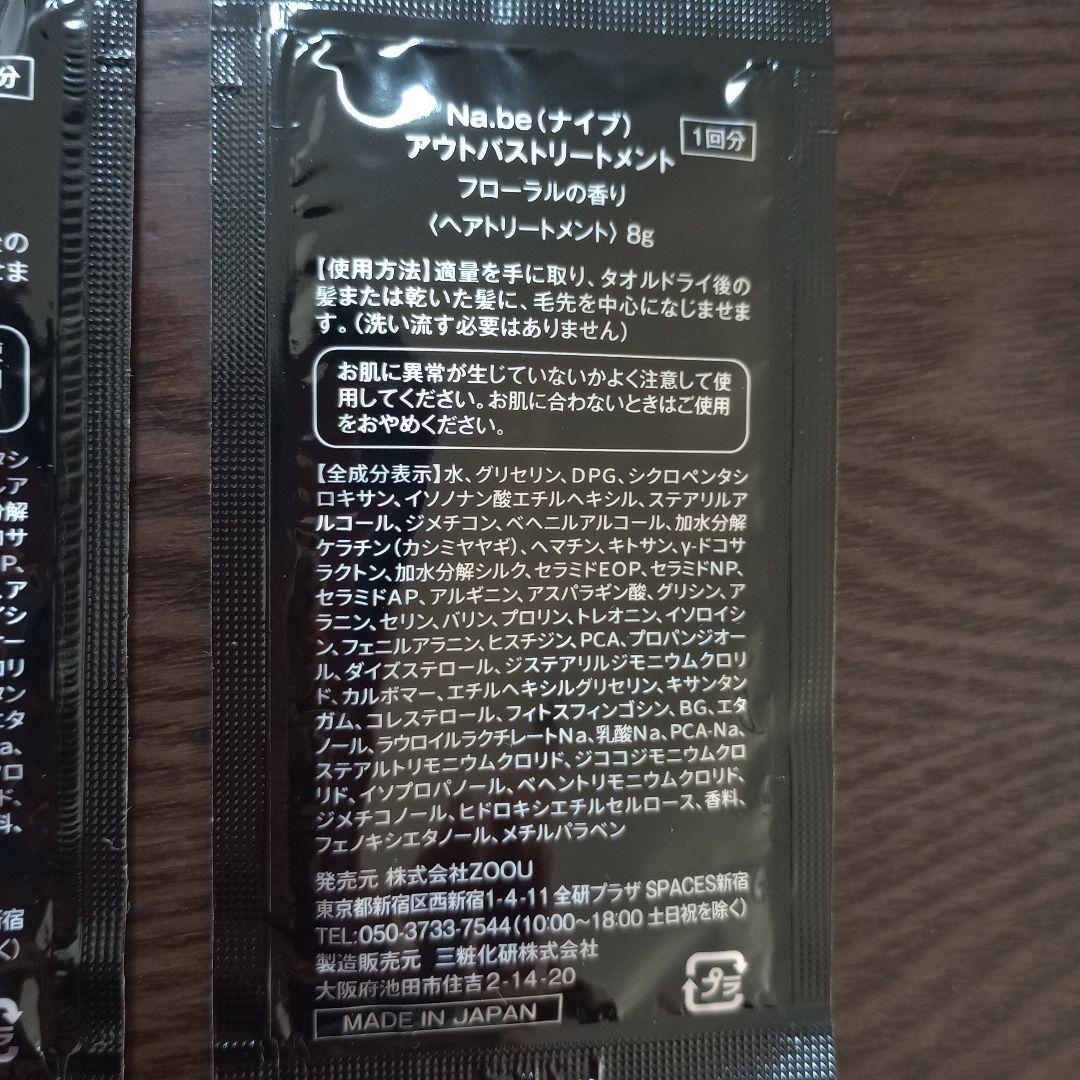 Na.be(ナイブ)
アウトバストリートメント
1回分
フローラルの香り
〈ヘアトリートメント〉8g
【使用方法】適量を手に取り、タオルドライ後の
髪または乾いた髪に、毛先を中心になじませま
す。(洗い流す必要はありません)
お肌に異常が生じていないかよく注意して使
用してください。お肌に合わないときはご使用
をおやめください。
【全成分表示】水、グリセリン、DPG、シクロペンタシ
ロキサン、イソノナン酸エチルヘキシル、ステアリルア
ルコール、ジメチコン、ベヘニルアルコール、加水分解
ケラチン(カシミヤヤギ)、ヘマチン、キトサン、γ-ドコサ
ラクトン、加水分解シルク、セラミドEOP、セラミドNP、
セラミドAP、アルギニン、アスパラギン酸、グリシン、ア
ラニン、セリン、バリン、プロリン、トレオニン、イソロイシ
ン、フェニルアラニン、ヒスチジン、PCA、プロパンジオー
ル、ダイズステロール、ジステアリルジモニウムクロリ
ド、カルボマー、エチルヘキシルグリセリン、キサンタン
ガム、コレステロール、フィトスフィンゴシン、BG、エタ
ノール、ラウロイルラクチレートNa、乳酸Na、PCA-Na、
ステアルトリモニウムクロリド、ジココジモニウムクロ
リド、イソプロパノール、ベヘントリモニウムクロリド、
ジメチコノール、ヒドロキシエチルセルロース、香料、
フェノキシエタノール、メチルパラベン
発売元 株式会社ZOOU
東京都新宿区西新宿1-4-11 全研プラザ SPACES新宿
TEL:050-3733-7544(10:00〜18:00 土日祝を除く)
製造販売元 三粧化研株式会社
大阪府池田市住吉2-14-20
プラ
MADE IN JAPAN